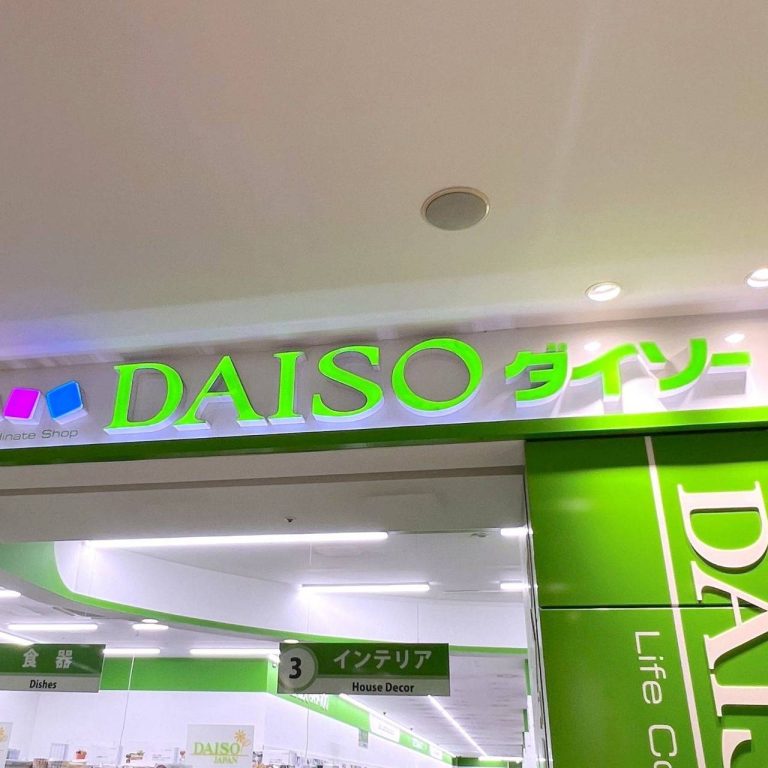 DAISO ダイソー
Shop
食器
Dishes
3 インテリア
House Decor
DAISO
JAPAN
Life